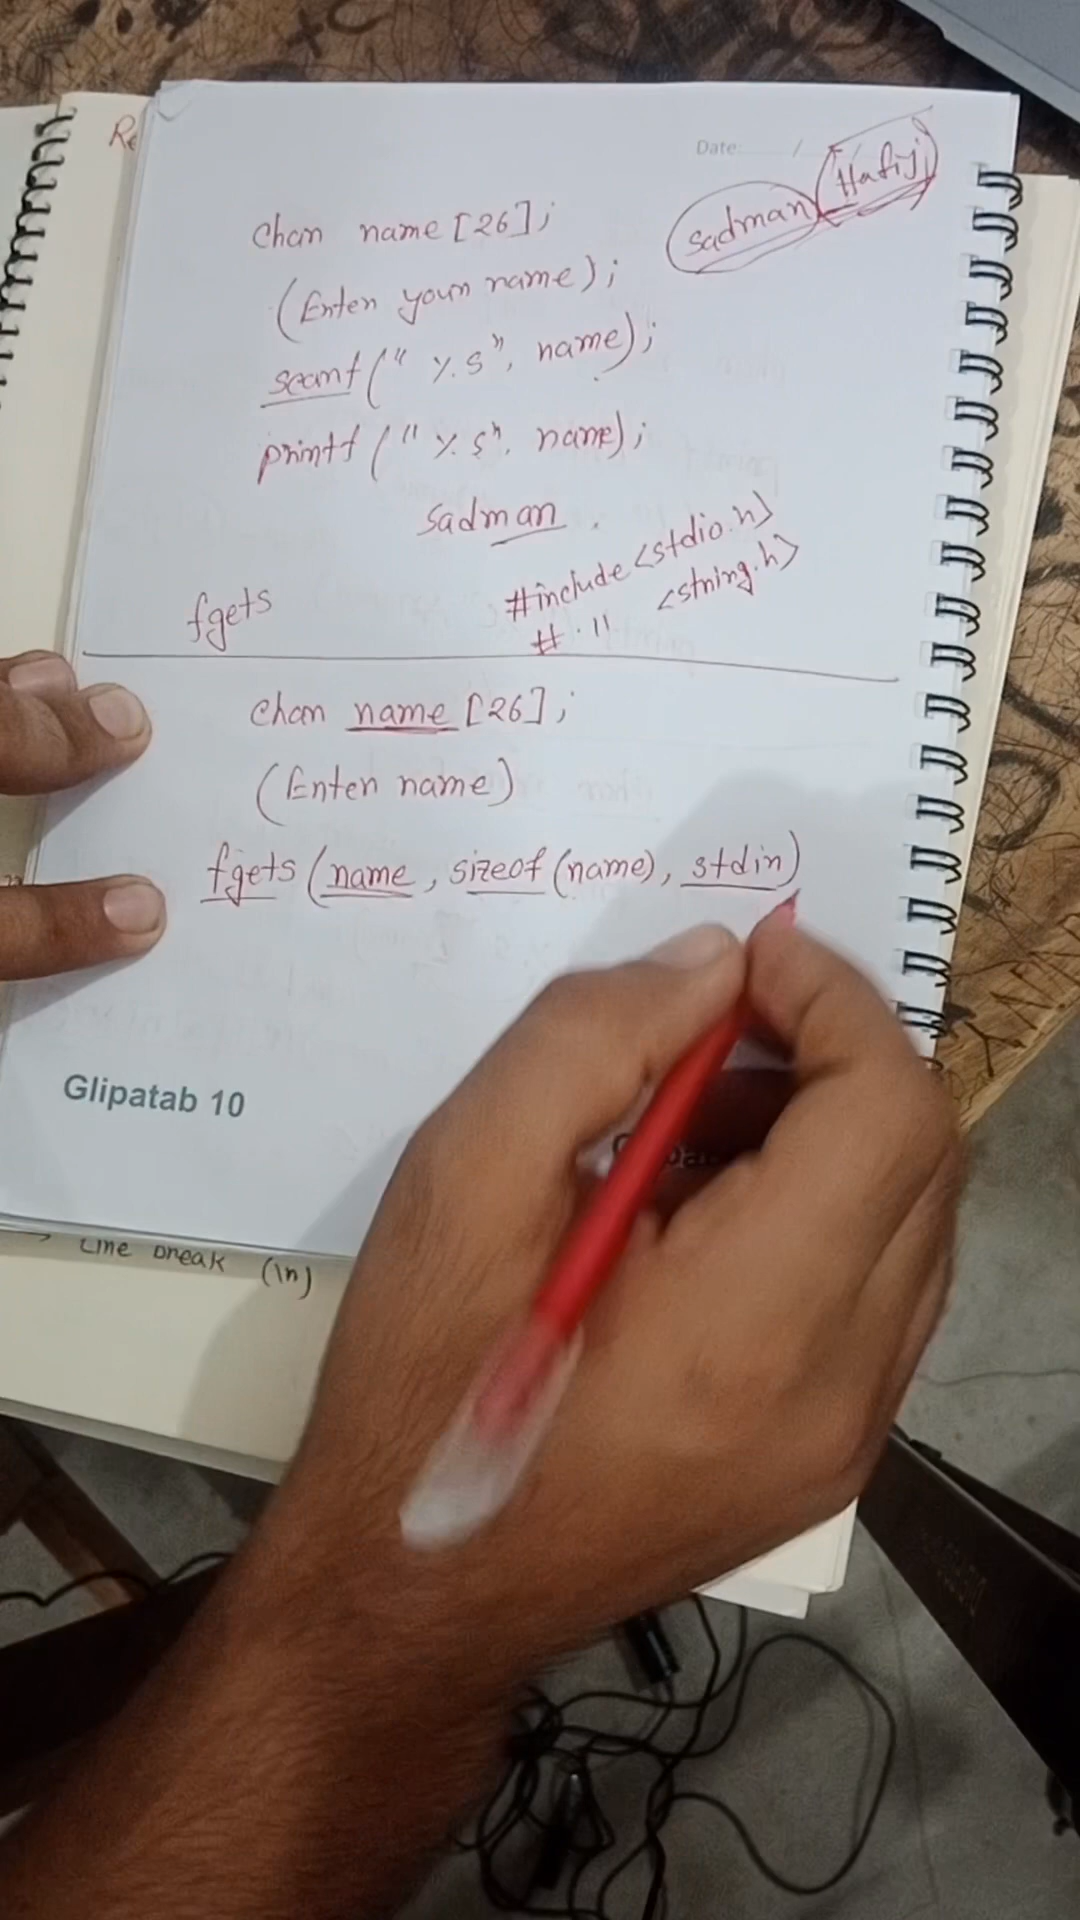 Re
Date: / /
sadman Hafij
Chan name [26];
(Enten youn name);
scanf("%s", name);
printf("%s", name);
sadman
#include <stdio.h>
# " <string.h>
fgets
Chan name [26];
(Enten name)
fgets (name, sizeof (name), stdin)
Glipatab 10
Line break (\n)